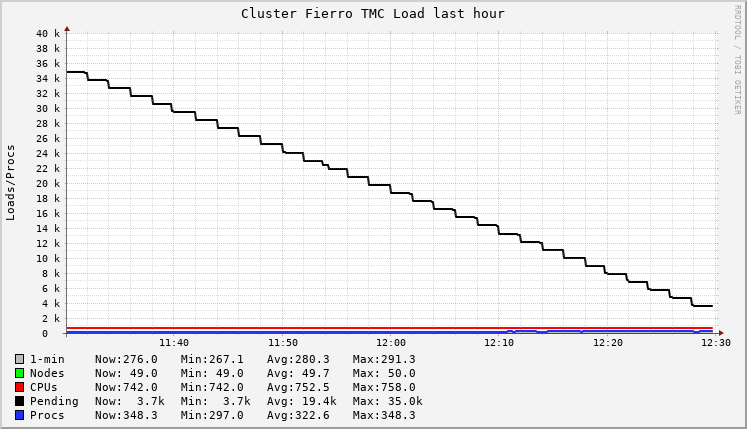 Cluster Fierro TMC Load last hour
RRDTOOL / TOBI OETIKER
Loads/Procs
40 k
38 k
36 k
34 k
32 k
30 k
28 k
26 k
24 k
22 k
20 k
18 k
16 k
14 k
12 k
10 k
8 k
6 k
4 k
2 k
0
11:40 11:50 12:00 12:10 12:20 12:30
1-min Now:276.0 Min:267.1 Avg:280.3 Max:291.3
Nodes Now: 49.0 Min: 49.0 Avg: 49.7 Max: 50.0
CPUs Now:742.0 Min:742.0 Avg:752.5 Max:758.0
Pending Now: 3.7k Min: 3.7k Avg: 19.4k Max: 35.0k
Procs Now:348.3 Min:297.0 Avg:322.6 Max:348.3